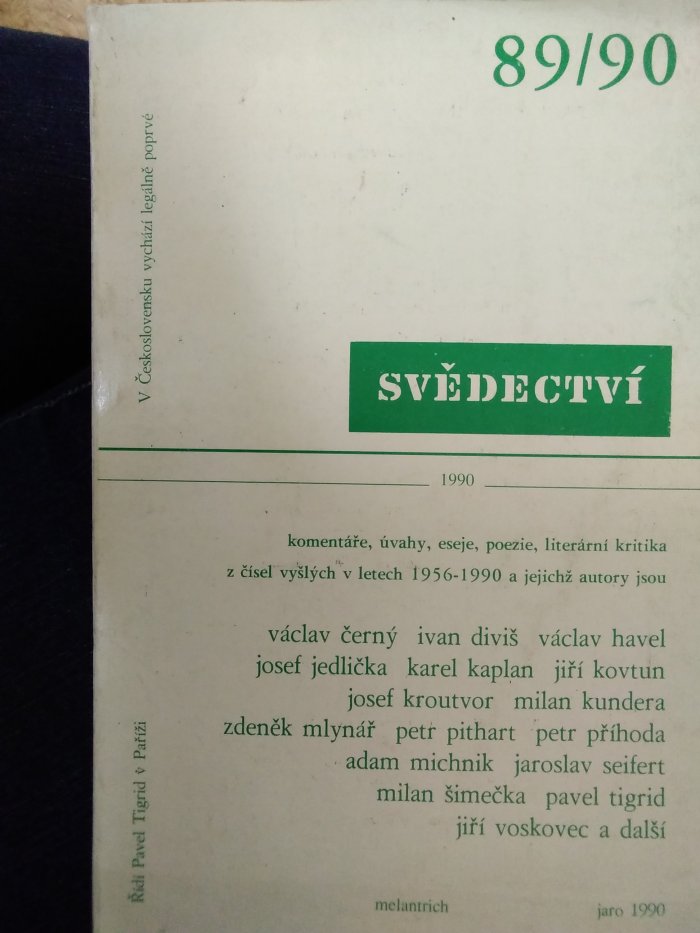 89/90
V Československu vychází legálně poprvé
SVĚDECTVÍ
1990
komentáře, úvahy, eseje, poezie, literární kritika
z čísel vyšlých v letech 1956-1990 a jejichž autory jsou
václav černý ivan diviš václav havel
josef jedlička karel kaplan jiří kovtun
josef kroutvor milan kundera
zdeněk mlynář petr pithart petr příhoda
adam michnik jaroslav seifert
milan šimečka pavel tigrid
jiří voskovec a další
Řídí Pavel Tigrid v Paříži
melantrich
jaro 1990